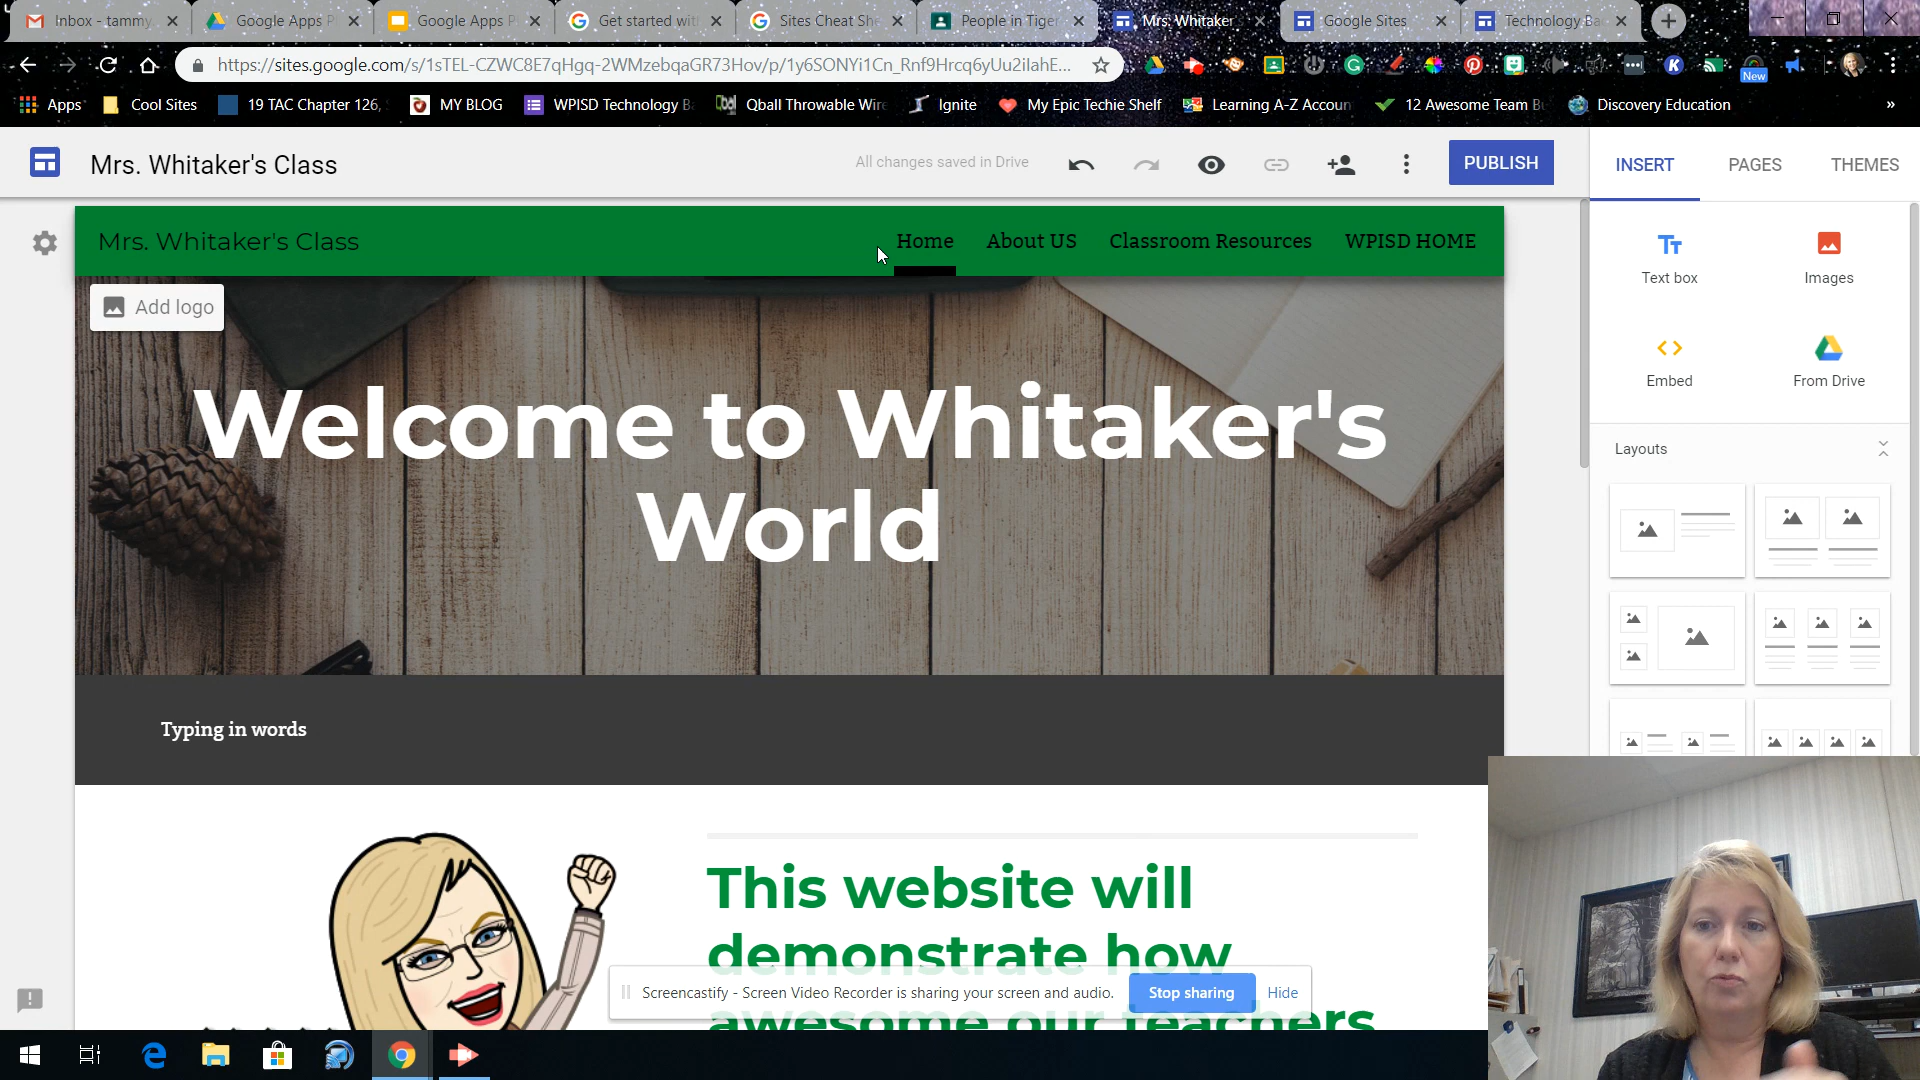 Inbox - tammy
Google Apps P
Google Apps P
Get started wit
Sites Cheat She
People in Tiger
Mrs. Whitaker
Google Sites
Technology Ba
https://sites.google.com/s/1sTEL-CZWC8E7qHgq-2WMzebqaGR73Hov/p/1y6SONYi1Cn_Rnf9Hrcq6yUu2ilahE...
New
Apps
Cool Sites
19 TAC Chapter 126,
MY BLOG
WPISD Technology B
Qball Throwable Wire
Ignite
My Epic Techie Shelf
Learning A-Z Accoun
12 Awesome Team B
Discovery Education
»
Mrs. Whitaker's Class
All changes saved in Drive
PUBLISH
INSERT
PAGES
THEMES
Mrs. Whitaker's Class
Home
About US
Classroom Resources
WPISD HOME
Add logo
Text box
Images
Embed
From Drive
Layouts
Welcome to Whitaker's
World
Typing in words
This website will
demonstrate how
awesome our teachers
Screencastify - Screen Video Recorder is sharing your screen and audio.
Stop sharing
Hide